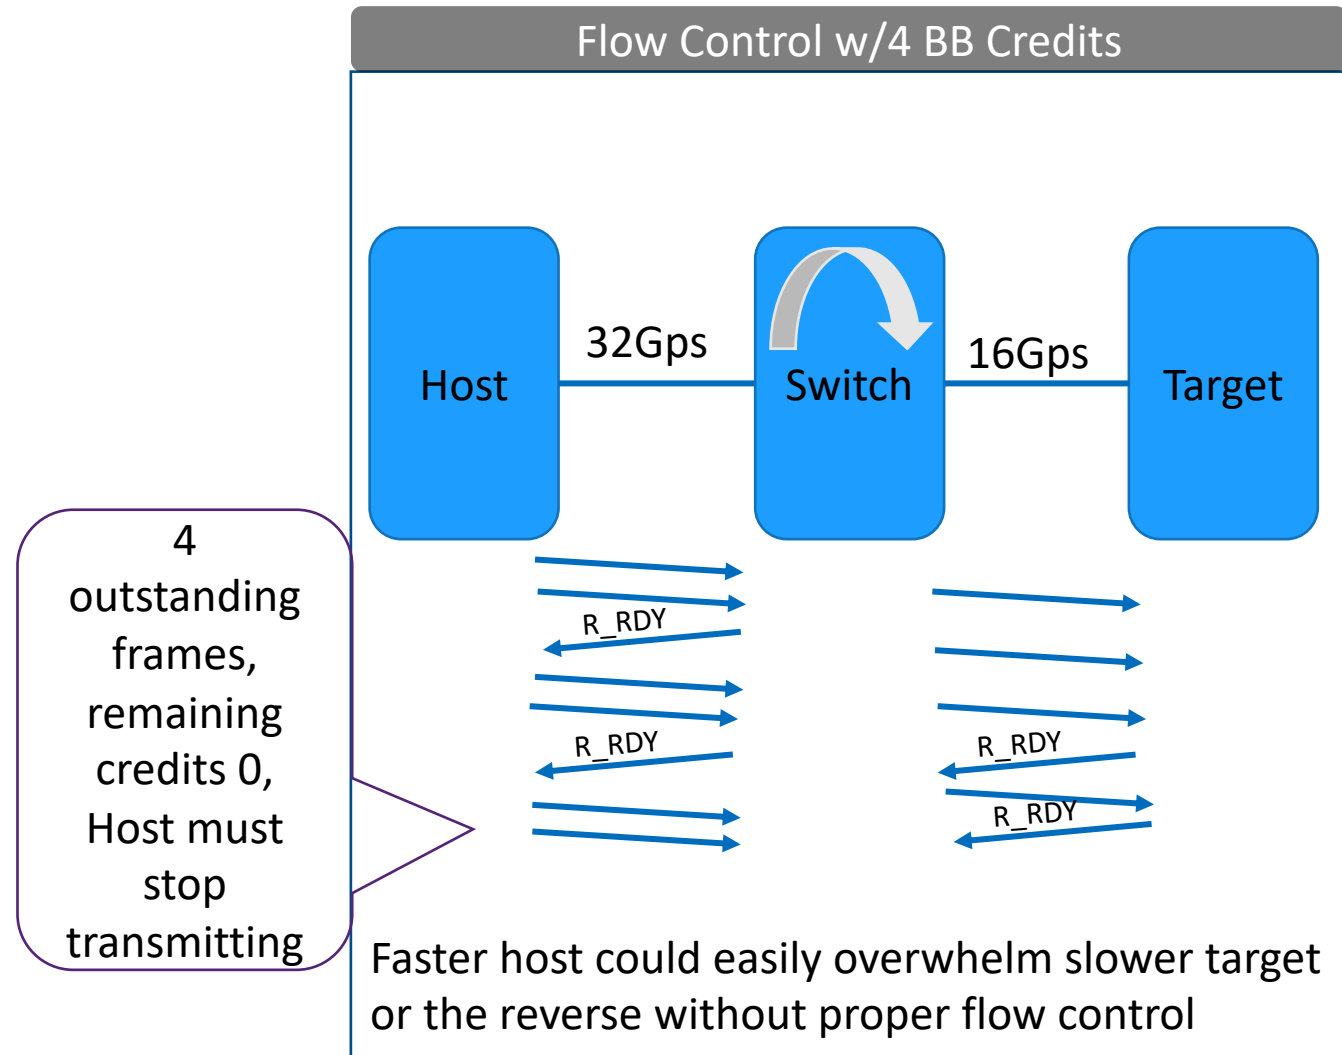 Flow Control w/4 BB Credits
32Gps
16Gps
Host
Switch
Target
4
outstanding
frames,
remaining
credits 0,
Host must
stop
transmitting
R_RDY
R_RDY
R_RDY
R_RDY
Faster host could easily overwhelm slower target
or the reverse without proper flow control